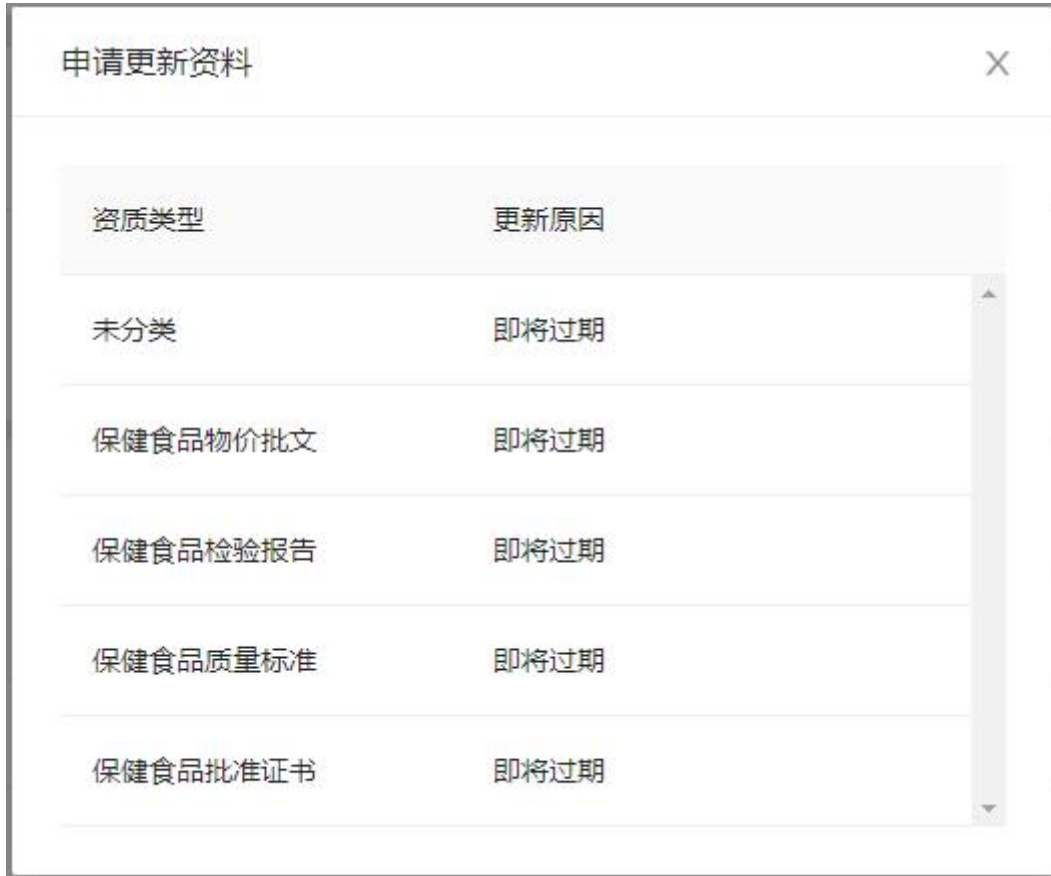 申请更新资料 X
资质类型 更新原因
未分类 即将过期
保健食品物价批文 即将过期
保健食品检验报告 即将过期
保健食品质量标准 即将过期
保健食品批准证书 即将过期